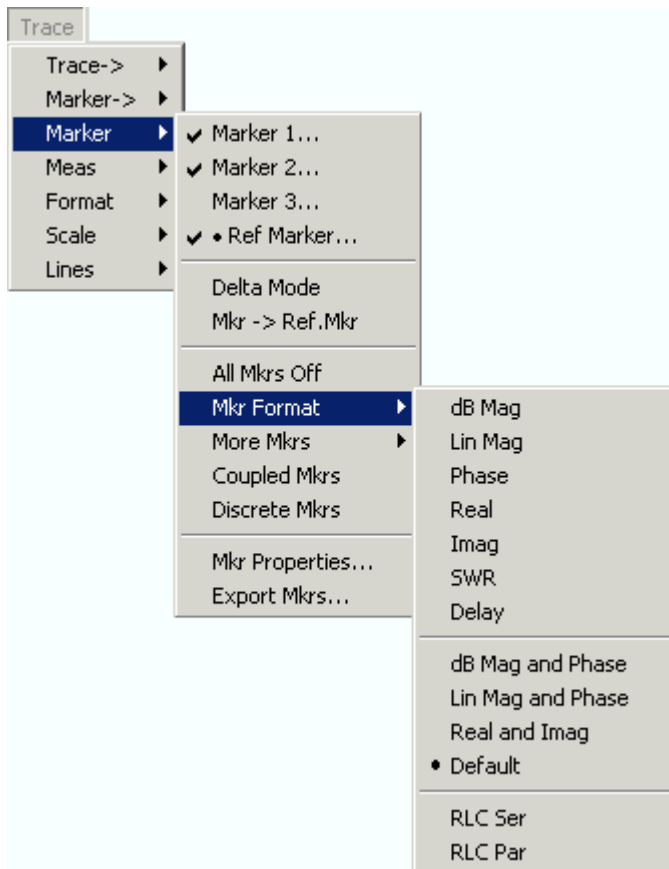 Trace
Trace->
Marker->
Marker
Meas
Format
Scale
Lines
Marker 1...
Marker 2...
Marker 3...
Ref Marker...
Delta Mode
Mkr -> Ref.Mkr
All Mkrs Off
Mkr Format
More Mkrs
Coupled Mkrs
Discrete Mkrs
Mkr Properties...
Export Mkrs...
dB Mag
Lin Mag
Phase
Real
Imag
SWR
Delay
dB Mag and Phase
Lin Mag and Phase
Real and Imag
Default
RLC Ser
RLC Par